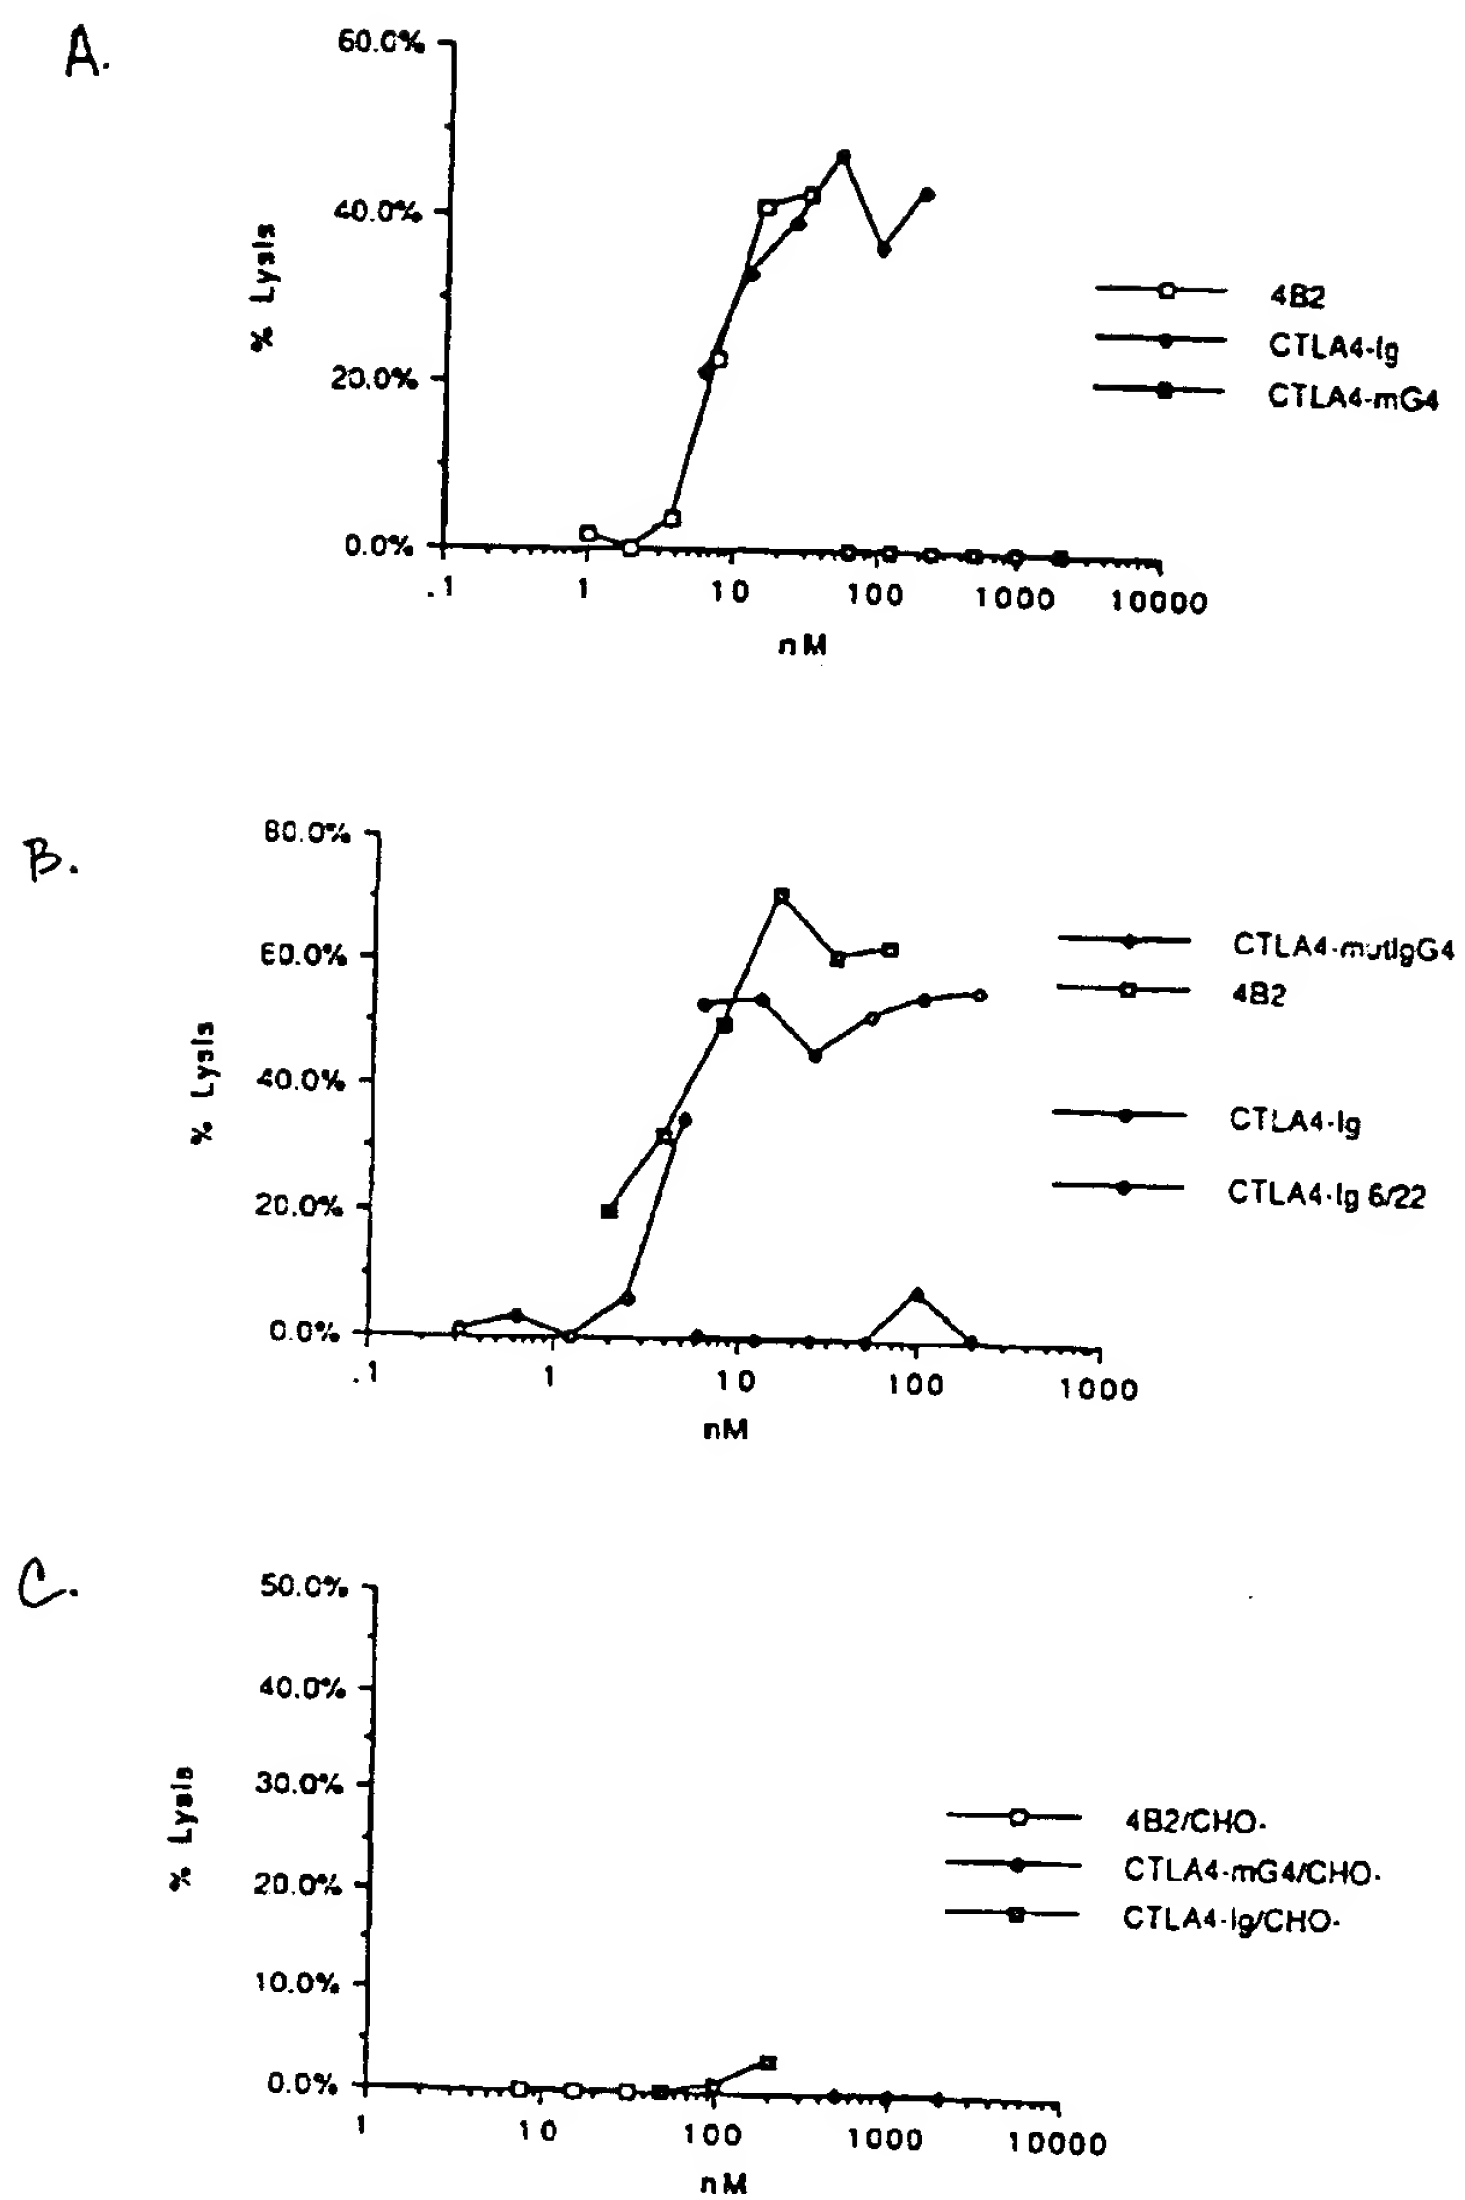 A.
60.0%
40.0%
20.0%
0.0%
% Lysis
.1 1 10 100 1000 10000
nM
4B2
CTLA4-Ig
CTLA4-mG4
B.
80.0%
60.0%
40.0%
20.0%
0.0%
% Lysis
.1 1 10 100 1000
nM
CTLA4-mutIgG4
4B2
CTLA4-Ig
CTLA4-Ig 6/22
C.
50.0%
40.0%
30.0%
20.0%
10.0%
0.0%
% Lysis
1 10 100 1000 10000
nM
4B2/CHO-
CTLA4-mG4/CHO-
CTLA4-Ig/CHO-